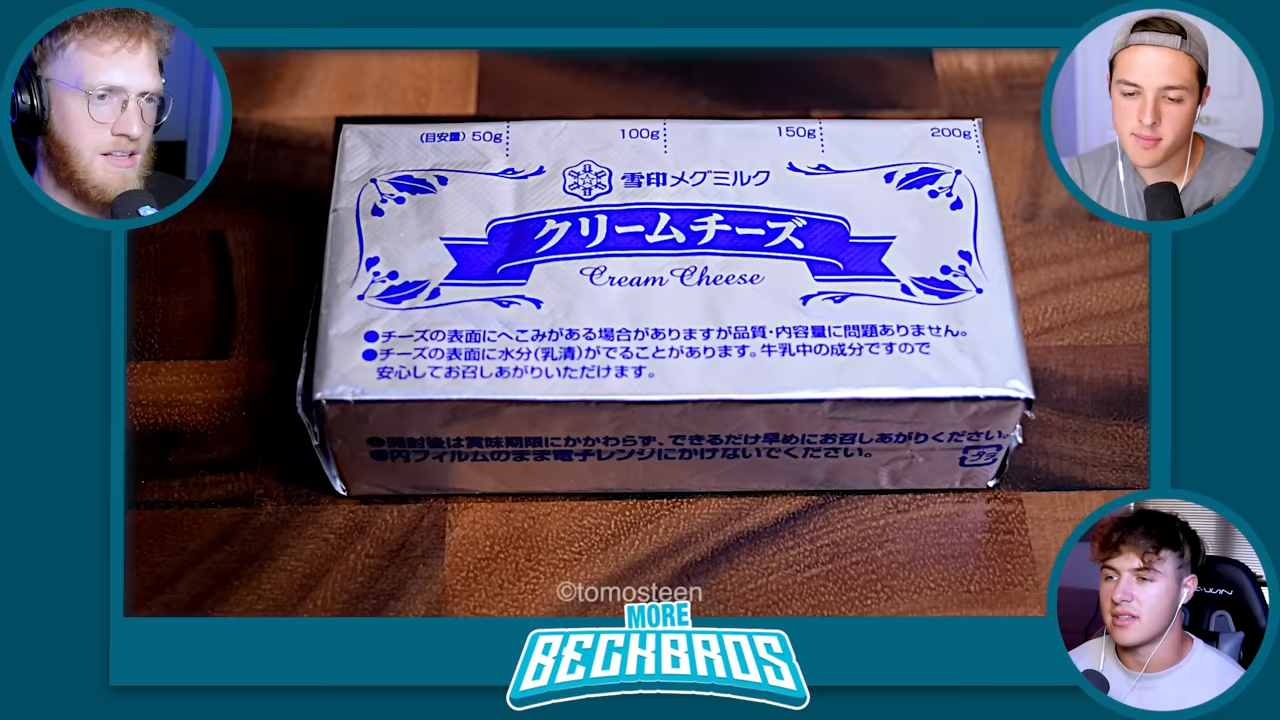 (目安量) 50g
100g
150g
200g
雪印メグミルク
クリームチーズ
Cream Cheese
●チーズの表面にへこみがある場合がありますが品質・内容量に問題ありません。
●チーズの表面に水分(乳清)がでることがあります。牛乳中の成分ですので
安心してお召しあがりいただけます。
●開封後は賞味期限にかかわらず、できるだけ早めにお召しあがりください。
●内フィルムのまま電子レンジにかけないでください。
プラ
©tomosteen
MORE
BECKBROS